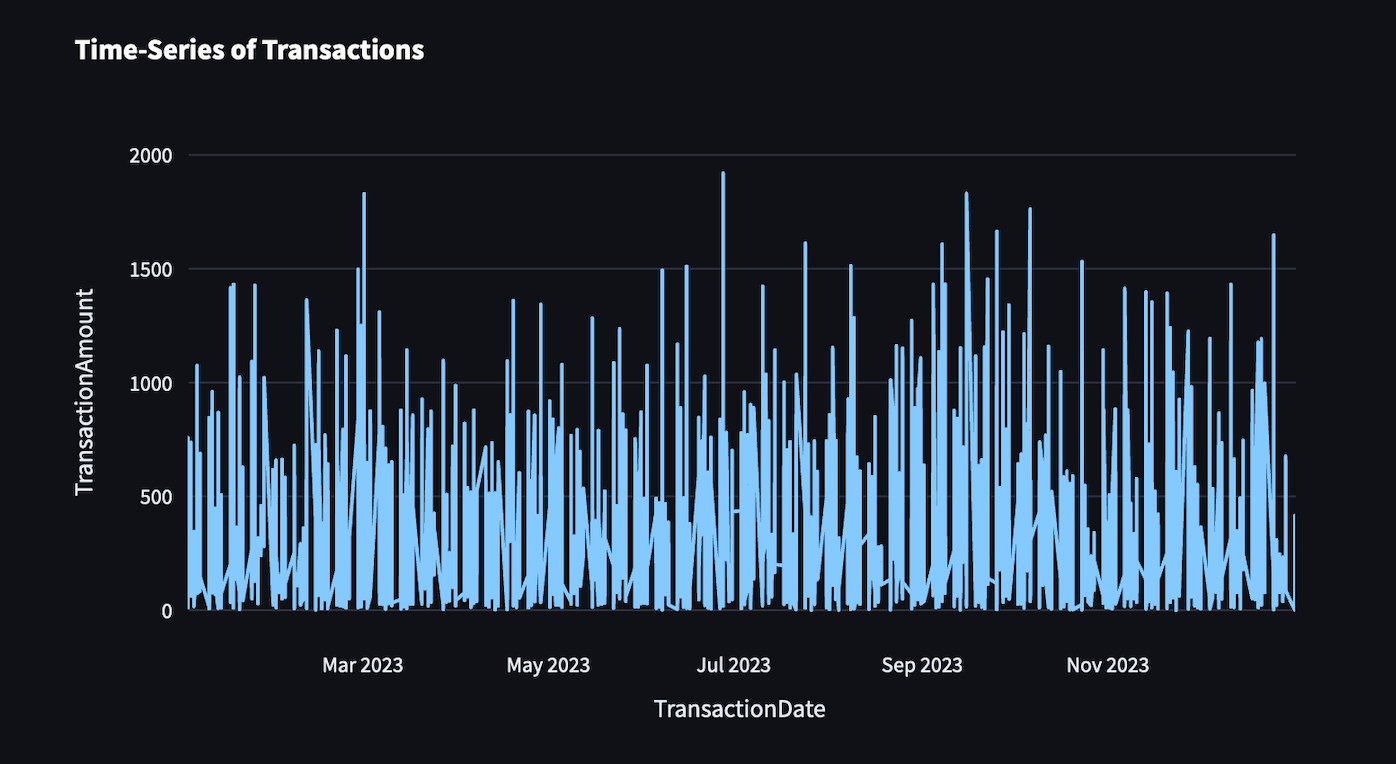 Time-Series of Transactions
2000
1500
1000
500
0
TransactionAmount
Mar 2023 May 2023 Jul 2023 Sep 2023 Nov 2023
TransactionDate